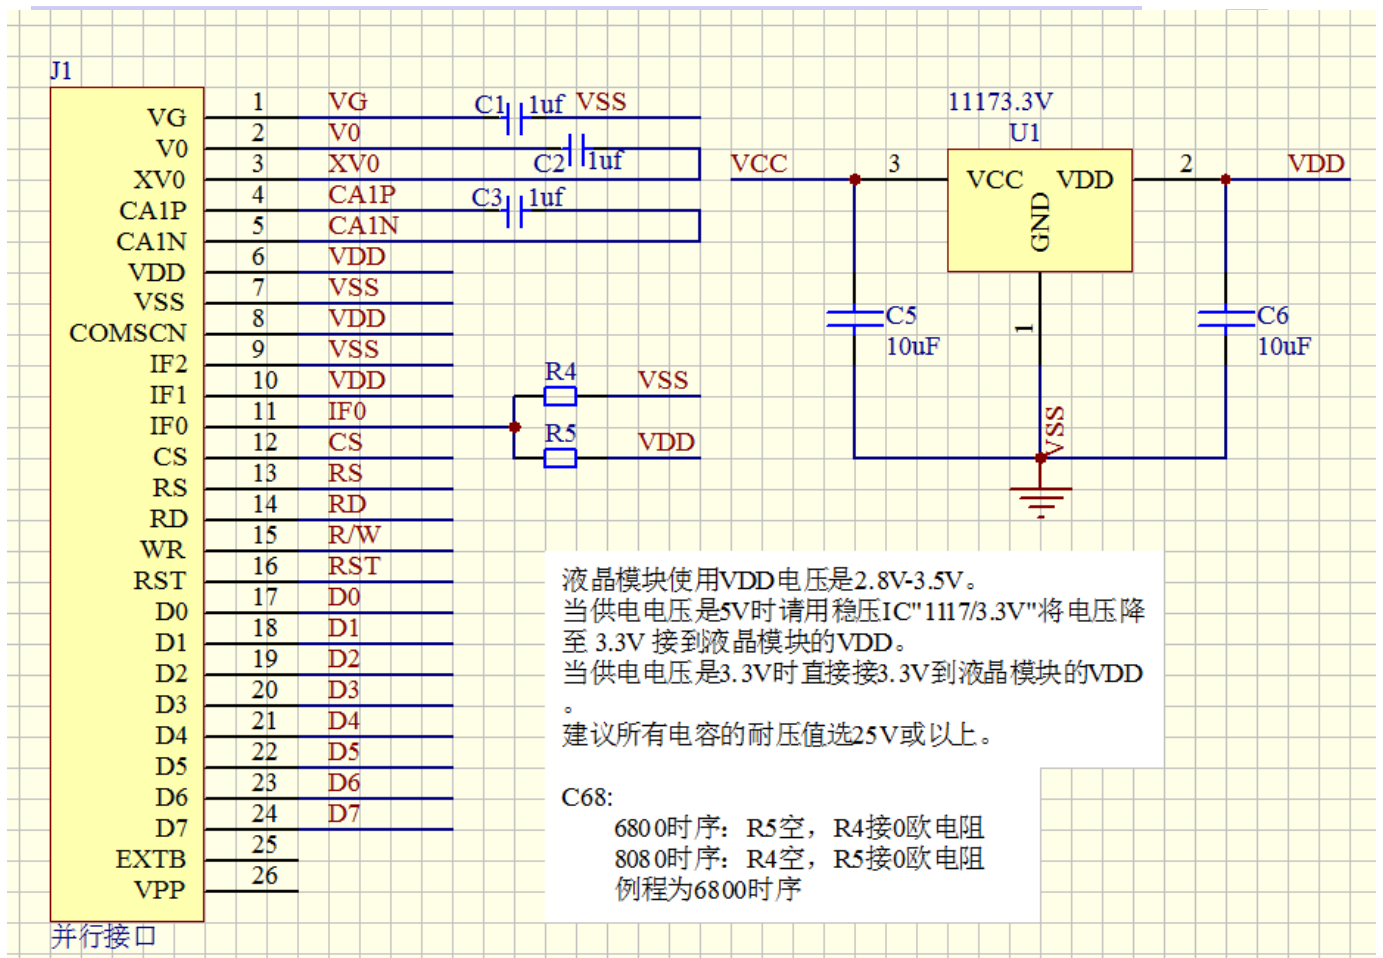 J1
VG 1 VG C1 1uf VSS
V0 2 V0 C2 1uf
XV0 3 XV0
CA1P 4 CA1P C3 1uf
CA1N 5 CA1N
VDD 6 VDD
VSS 7 VSS
COMSCN 8 VDD
IF2 9 VSS
IF1 10 VDD R4 VSS
IF0 11 IF0
CS 12 CS R5 VDD
RS 13 RS
RD 14 RD
WR 15 R/W
RST 16 RST
D0 17 D0
D1 18 D1
D2 19 D2
D3 20 D3
D4 21 D4
D5 22 D5
D6 23 D6
D7 24 D7
EXTB 25
VPP 26
并行接口
11173.3V
U1
VCC 3 VCC VDD 2 VDD
GND
1
C5
10uF
C6
10uF
VSS
液晶模块使用VDD电压是2.8V-3.5V。
当供电电压是5V时请用稳压IC"1117/3.3V"将电压降
至 3.3V 接到液晶模块的VDD。
当供电电压是3.3V时直接接3.3V到液晶模块的VDD
。
建议所有电容的耐压值选25V或以上。
C68:
6800时序：R5空，R4接0欧电阻
8080时序：R4空，R5接0欧电阻
例程为6800时序